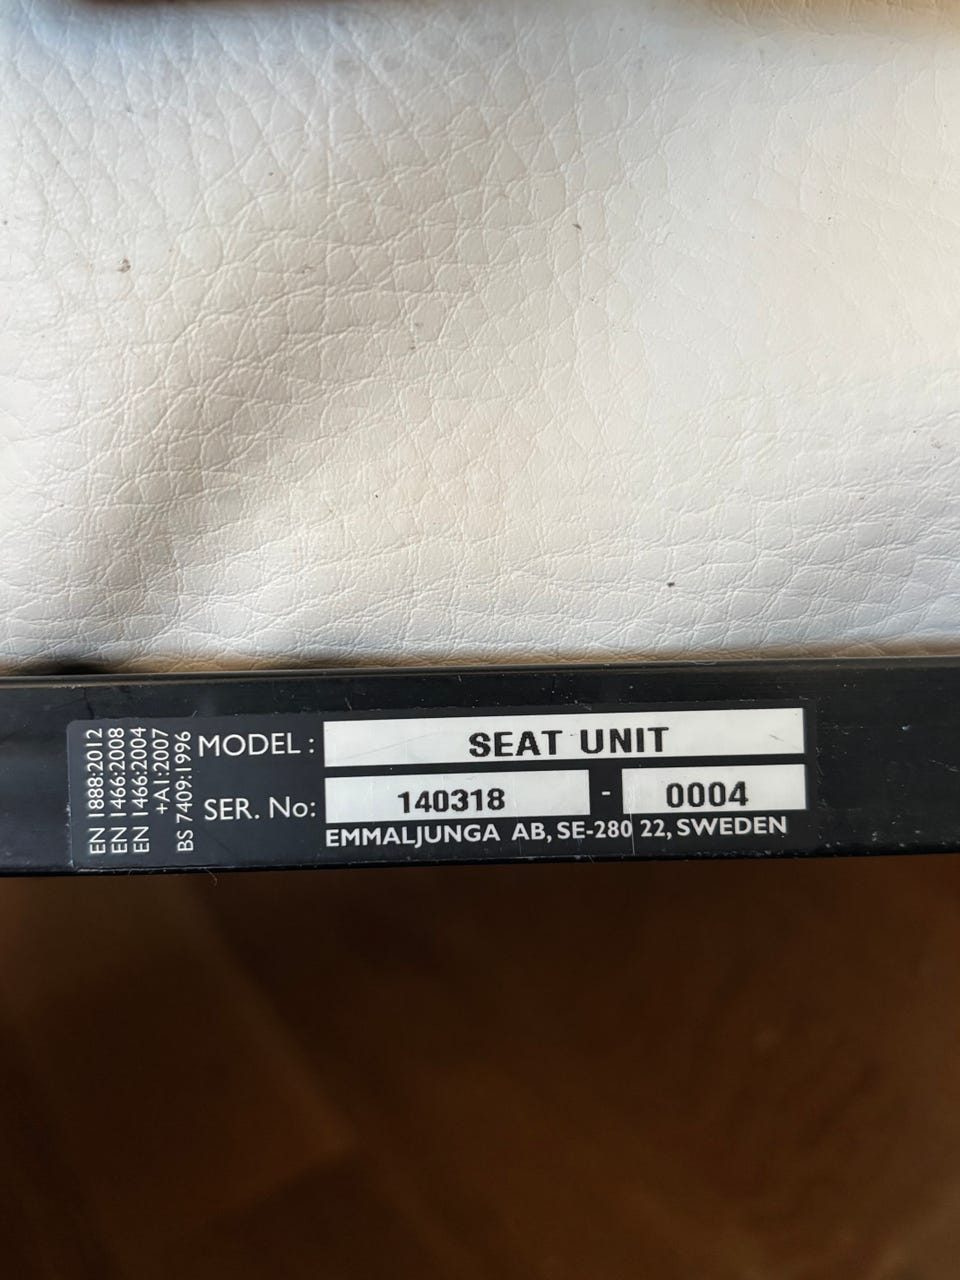 EN 1888:2012
EN 1466:2008
EN 1466:2004
+A1:2007
BS 7409:1996
MODEL : SEAT UNIT
SER. No: 140318 - 0004
EMMALJUNGA AB, SE-280 22, SWEDEN